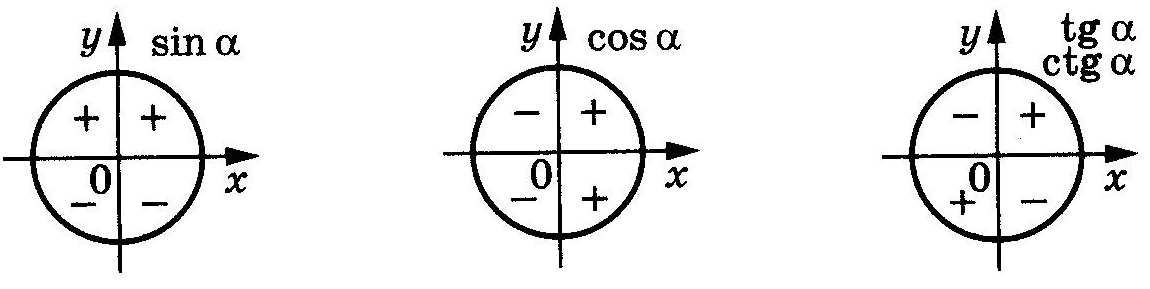 y sin α
+ +
0 x
− −
y cos α
− +
0 x
− +
y tg α
ctg α
− +
0 x
+ −